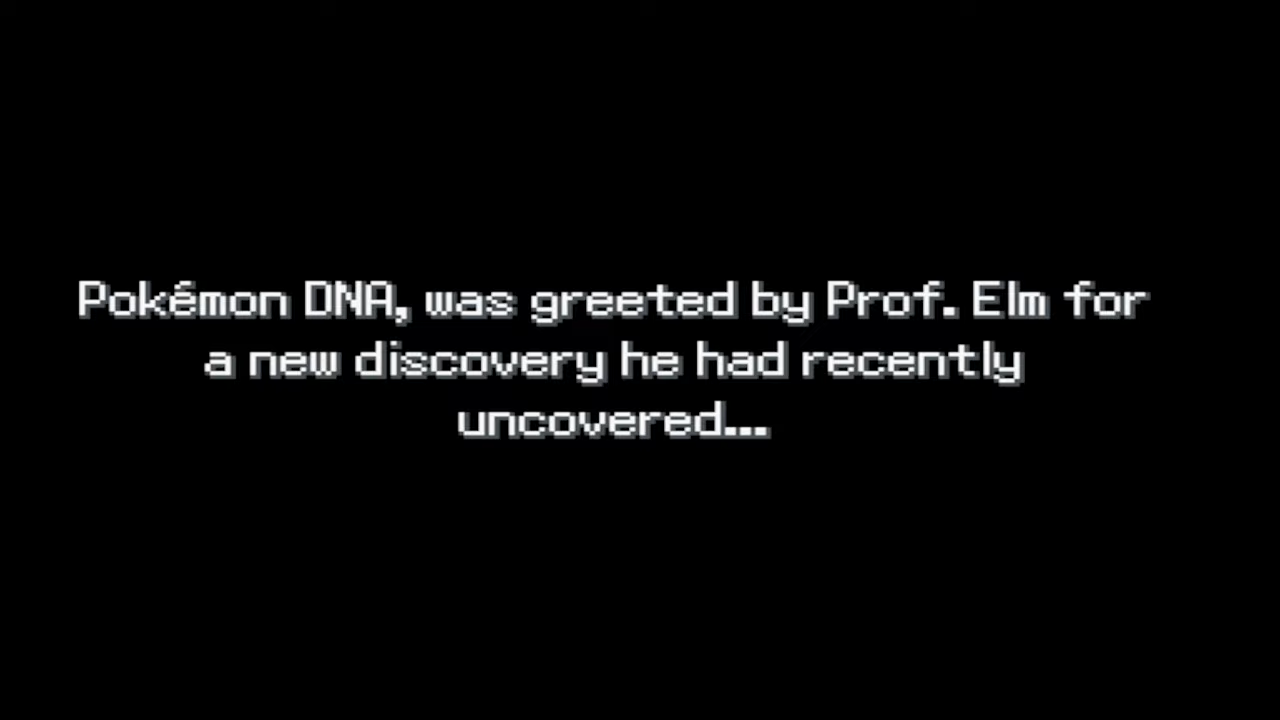 Pokémon DNA, was greeted by Prof. Elm for
a new discovery he had recently
uncovered...